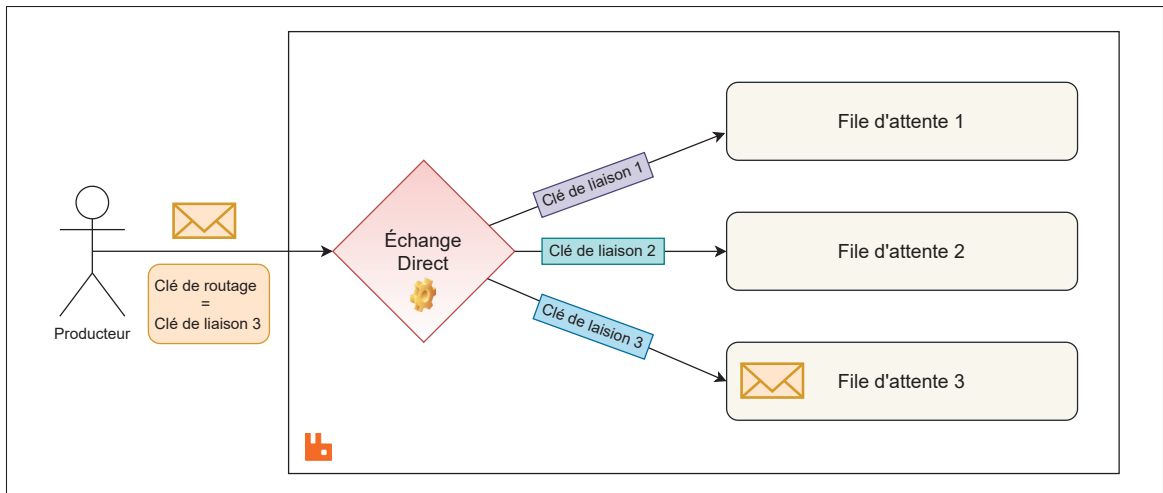 Producteur
Clé de routage
=
Clé de liaison 3
Échange
Direct
Clé de liaison 1
Clé de liaison 2
Clé de laision 3
File d'attente 1
File d'attente 2
File d'attente 3